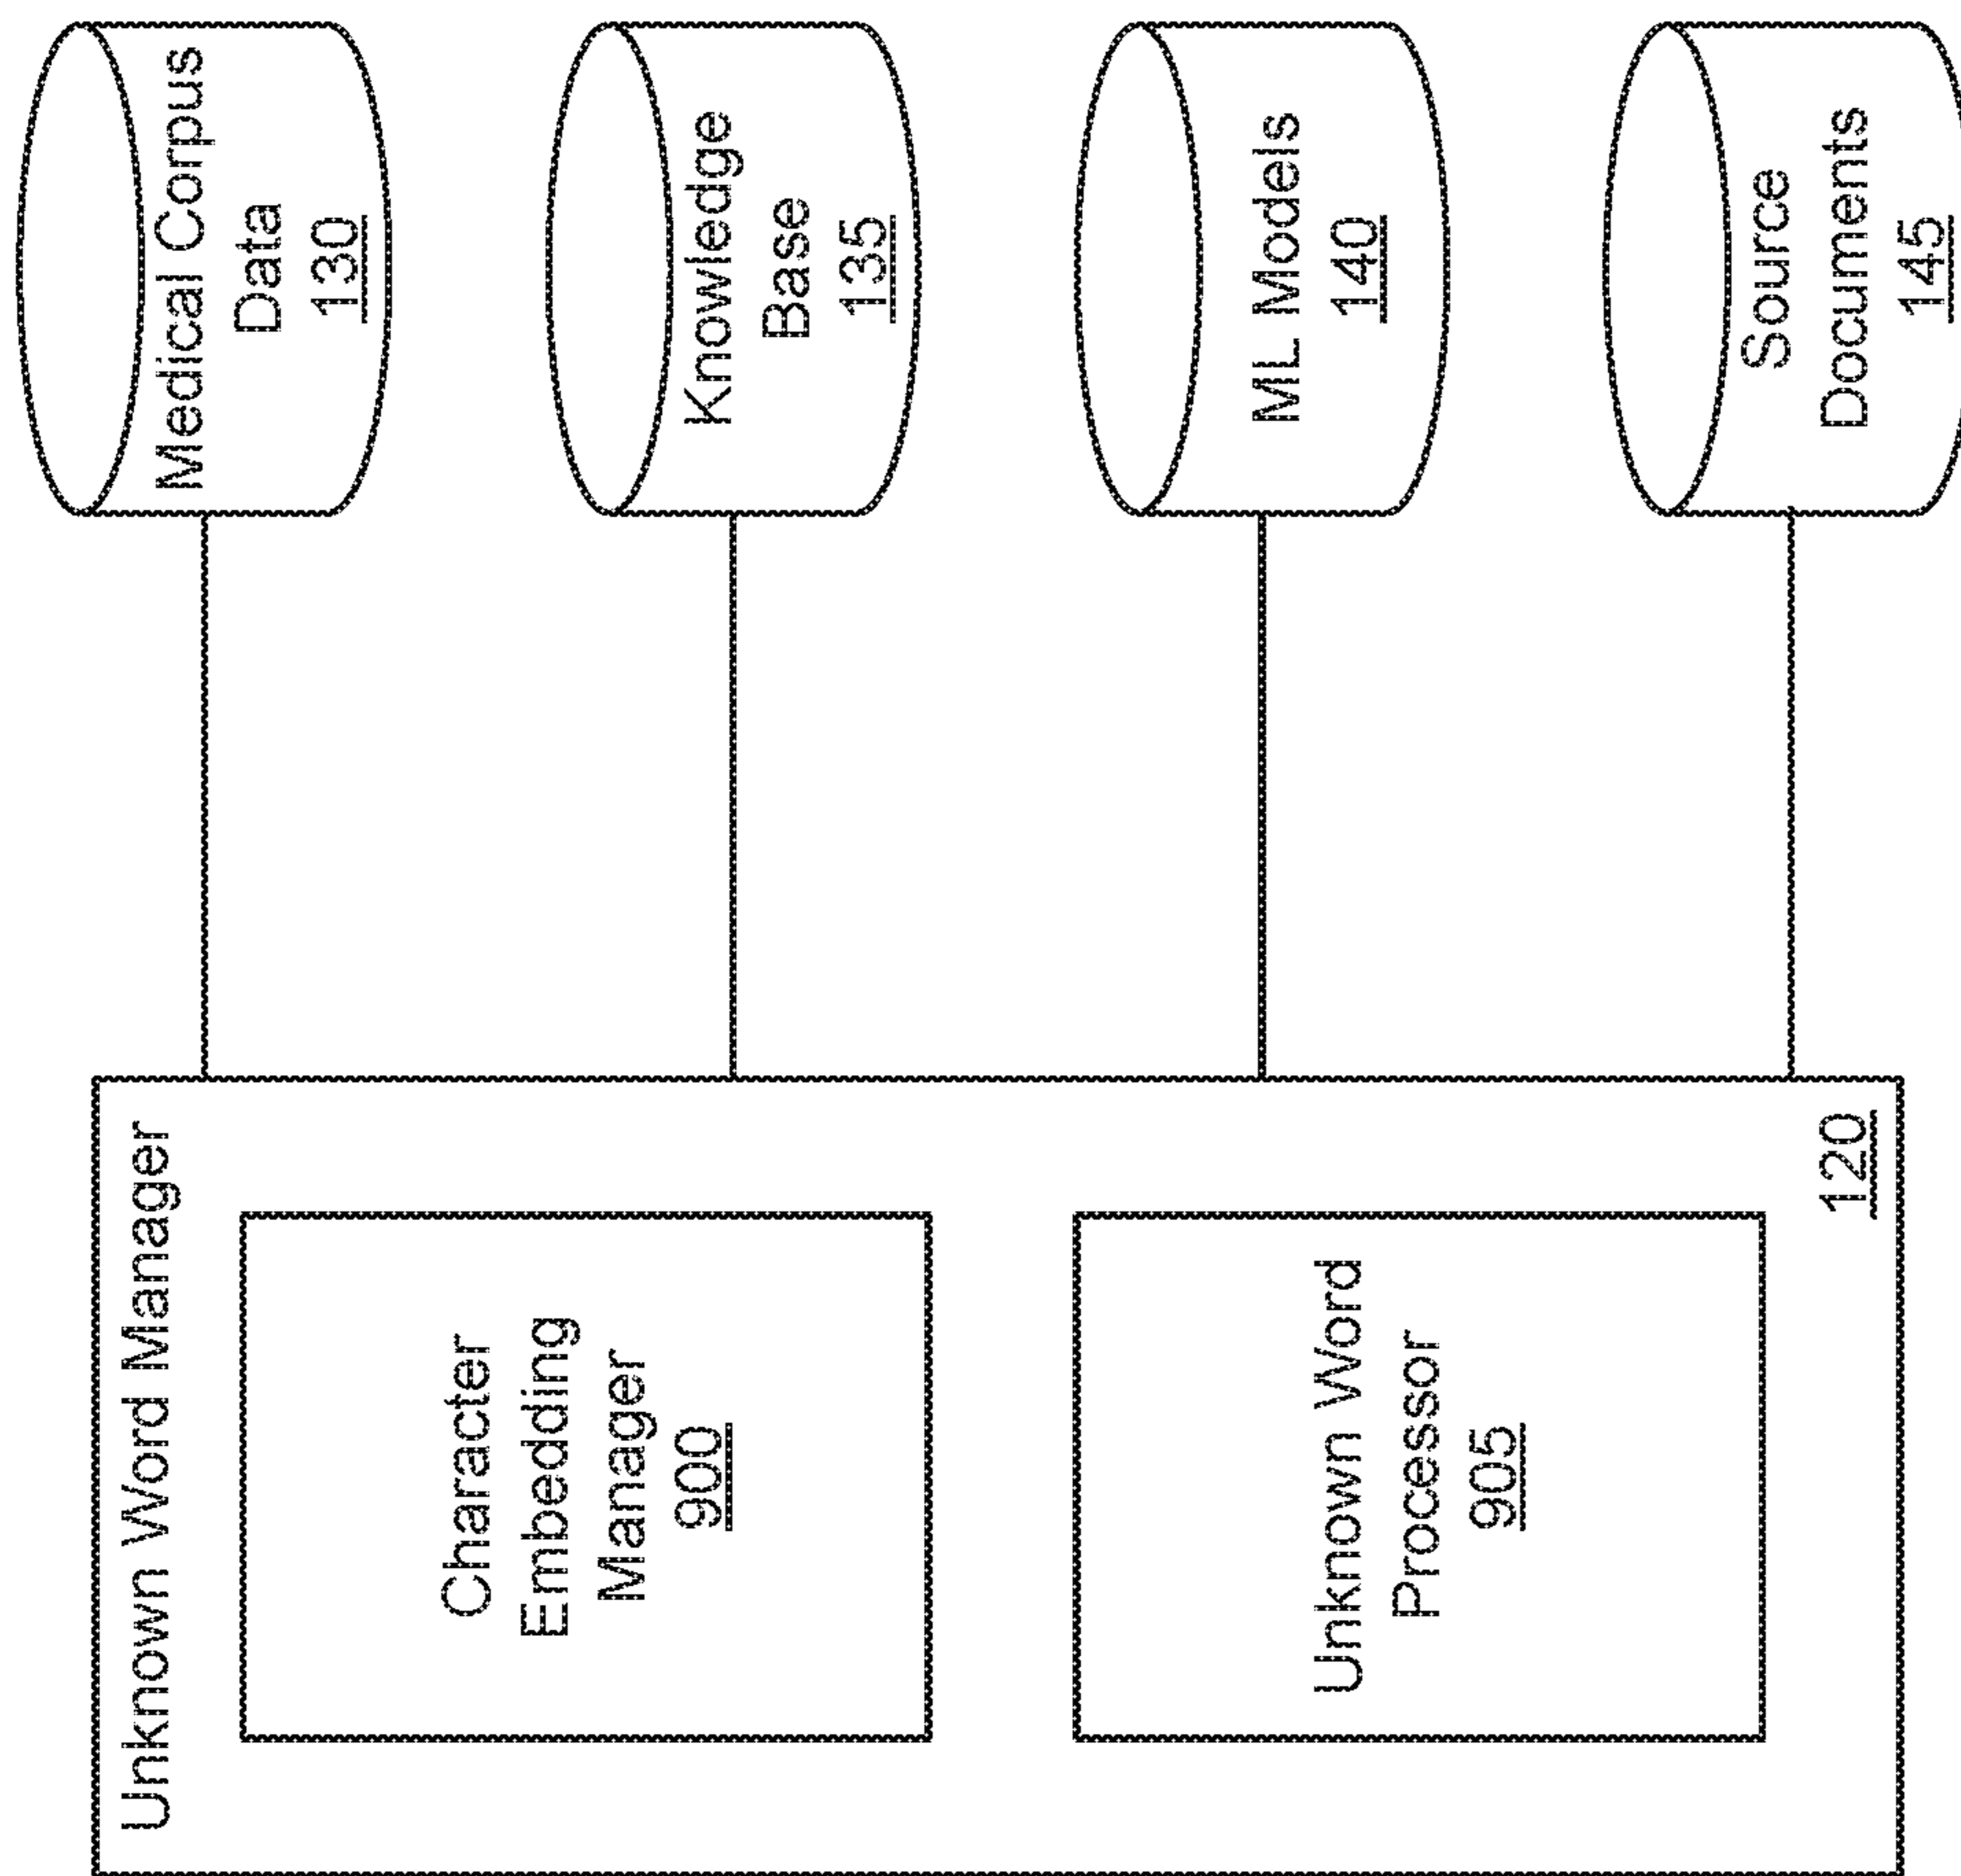 Unknown Word Manager
Character
Embedding
Manager
900
Unknown Word
Processor
905
120
Medical Corpus
Data
130
Knowledge
Base
135
ML Models
140
Source
Documents
145